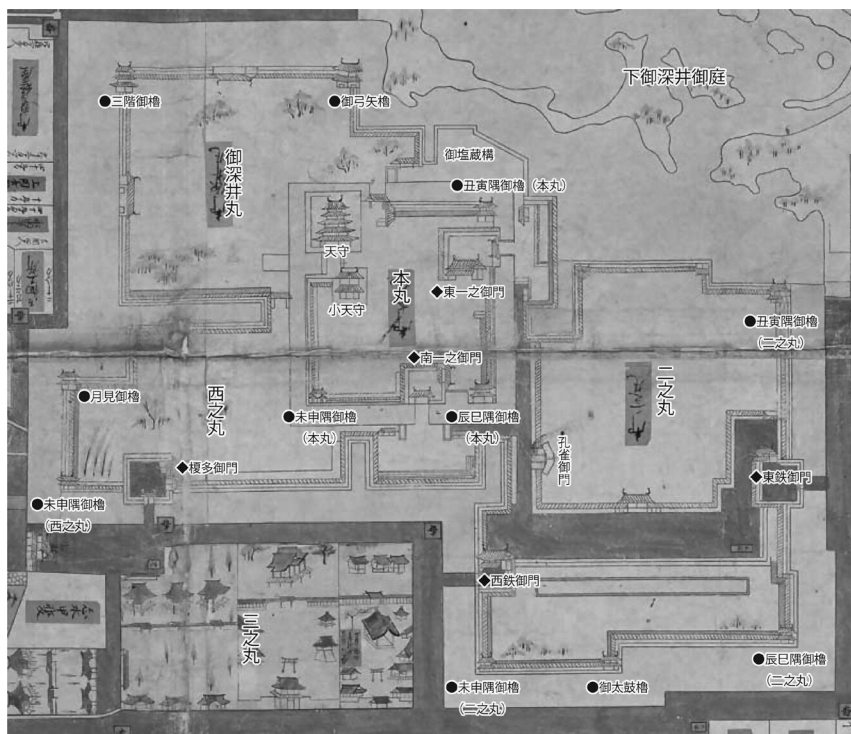 下御深井御庭
●三階御櫓
●御弓矢櫓
御塩蔵構
御深井丸
●丑寅隅御櫓（本丸）
天守
本丸
小天守
◆東一之御門
●丑寅隅御櫓
（二之丸）
◆南一之御門
西之丸
二之丸
●月見御櫓
●未申隅御櫓
（本丸）
●辰巳隅御櫓
（本丸）
孔雀御門
◆榎多御門
◆東鉄御門
●未申隅御櫓
（西之丸）
◆西鉄御門
三之丸
●未申隅御櫓
（二之丸）
●御太鼓櫓
●辰巳隅御櫓
（二之丸）